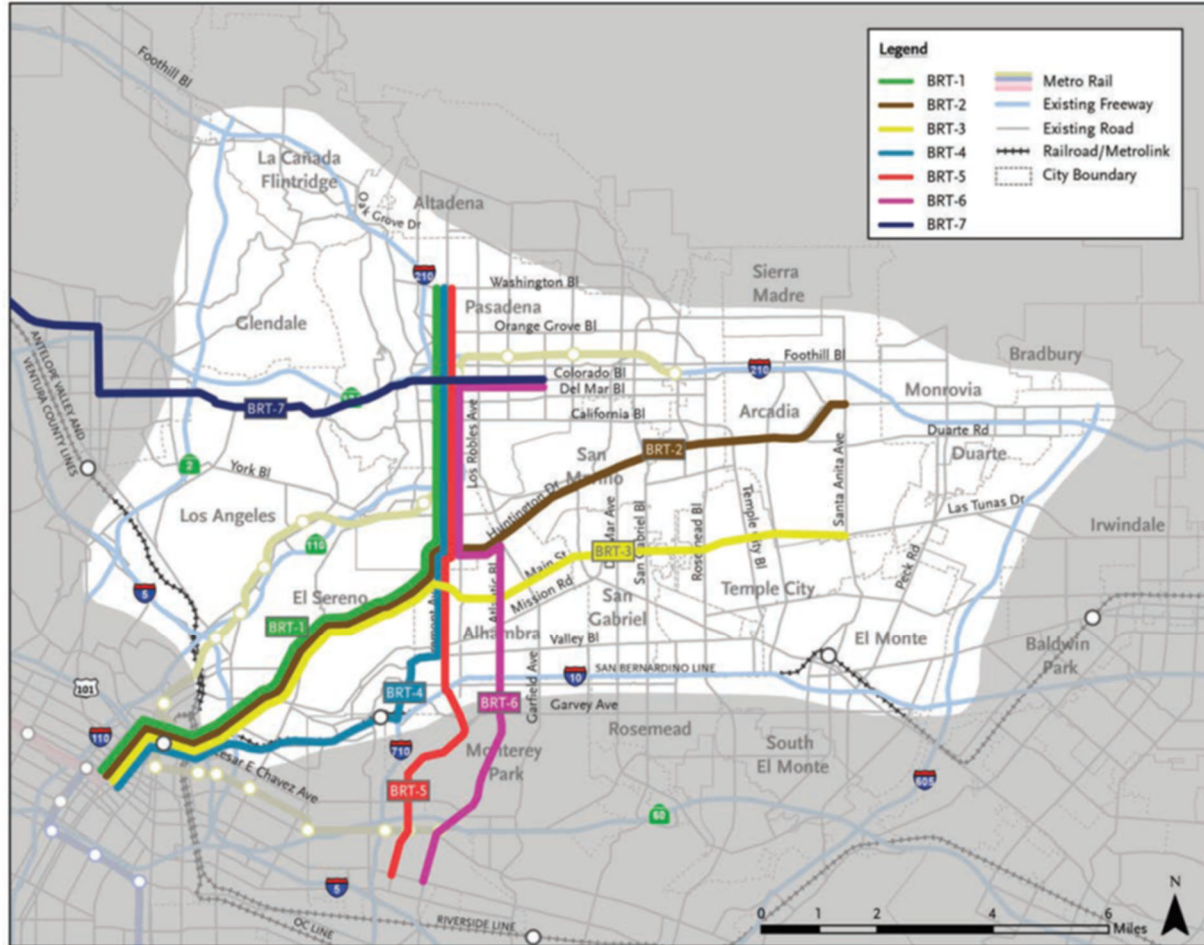 Legend
BRT-1
BRT-2
BRT-3
BRT-4
BRT-5
BRT-6
BRT-7
Metro Rail
Existing Freeway
Existing Road
Railroad/Metrolink
City Boundary
Foothill Bl
La Cañada
Flintridge
Altadena
Oak Grove Dr
210
Washington Bl
Sierra
Madre
Pasadena
Glendale
Orange Grove Bl
Foothill Bl
210
Bradbury
ANTELOPE VALLEY AND
VENTURA COUNTY LINES
Colorado Bl
Del Mar Bl
Monrovia
BRT-7
California Bl
Arcadia
Duarte Rd
Los Robles Ave
BRT-2
Duarte
2
York Bl
San
Marino
Santa Anita Ave
Huntington Dr
Las Tunas Dr
Los Angeles
Temple City Bl
Rosemead Bl
Irwindale
110
BRT-3
Main St
Mission Rd
Peck Rd
5
El Sereno
Atlantic Bl
San
Gabriel
Temple City
BRT-1
Alhambra
Valley Bl
El Monte
Baldwin
Park
SAN BERNARDINO LINE
10
101
BRT-4
BRT-6
Garfield Ave
Garvey Ave
Rosemead
110
710
Monterey
Park
South
El Monte
Cesar E Chavez Ave
605
BRT-5
60
5
RIVERSIDE LINE
OC LINE
N
0 1 2 4 6
Miles